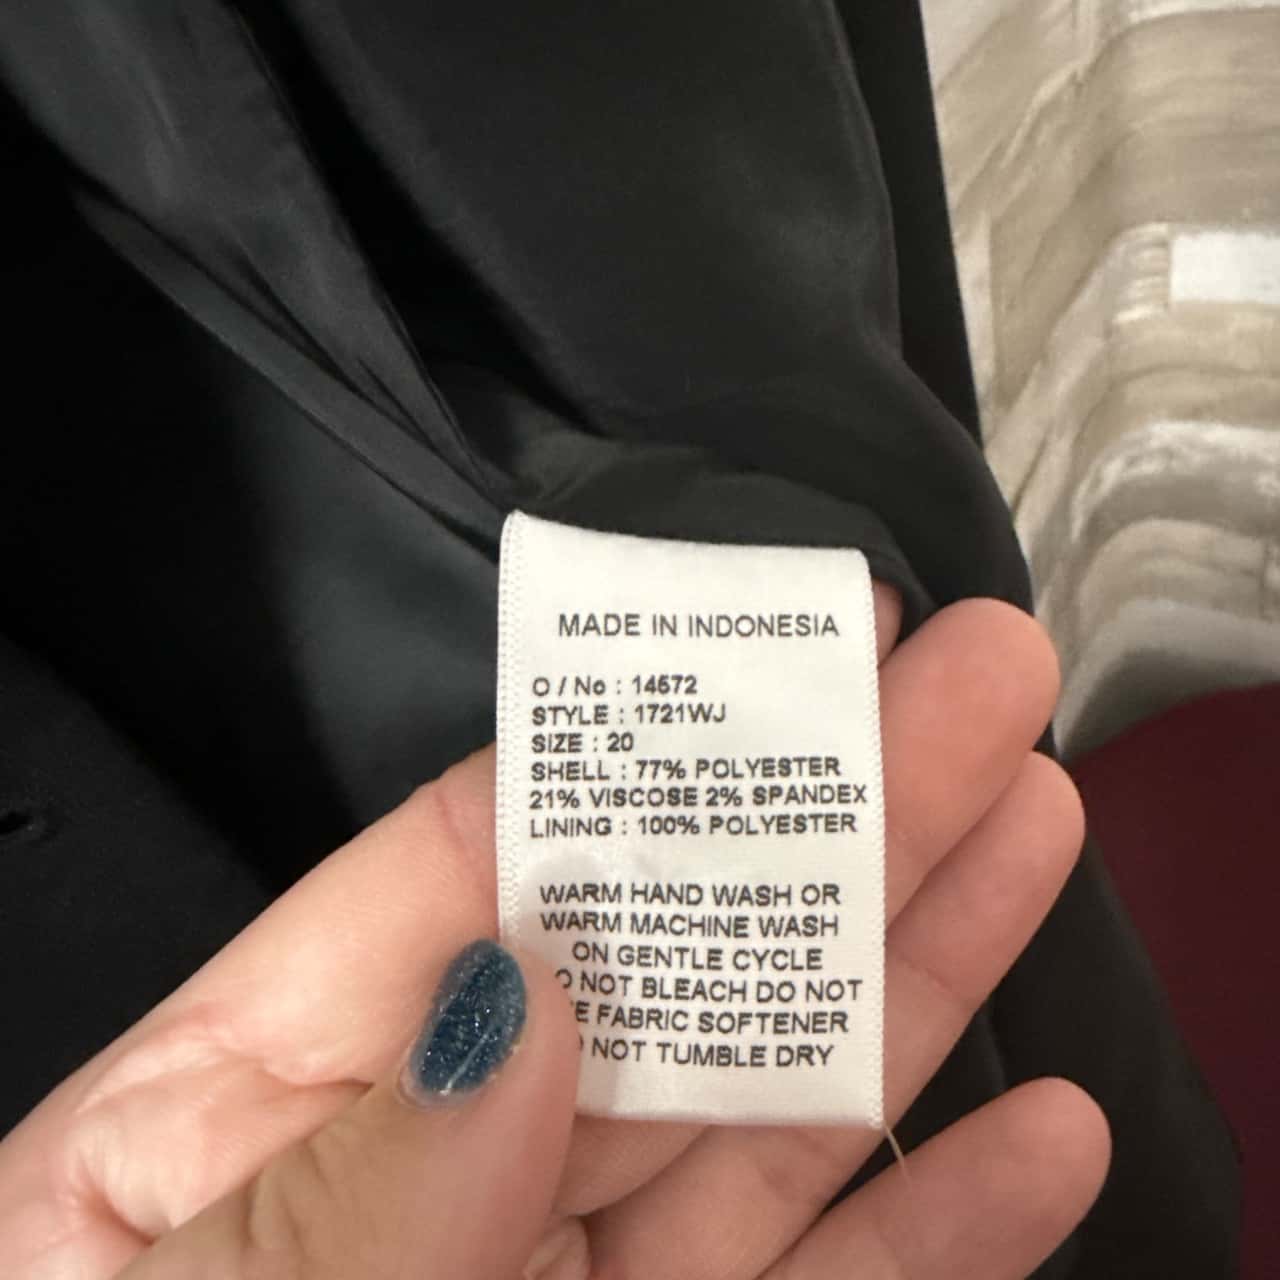 MADE IN INDONESIA
O / No : 14572
STYLE : 1721WJ
SIZE : 20
SHELL : 77% POLYESTER
21% VISCOSE 2% SPANDEX
LINING : 100% POLYESTER
WARM HAND WASH OR
WARM MACHINE WASH
ON GENTLE CYCLE
NOT BLEACH DO NOT
FABRIC SOFTENER
NOT TUMBLE DRY